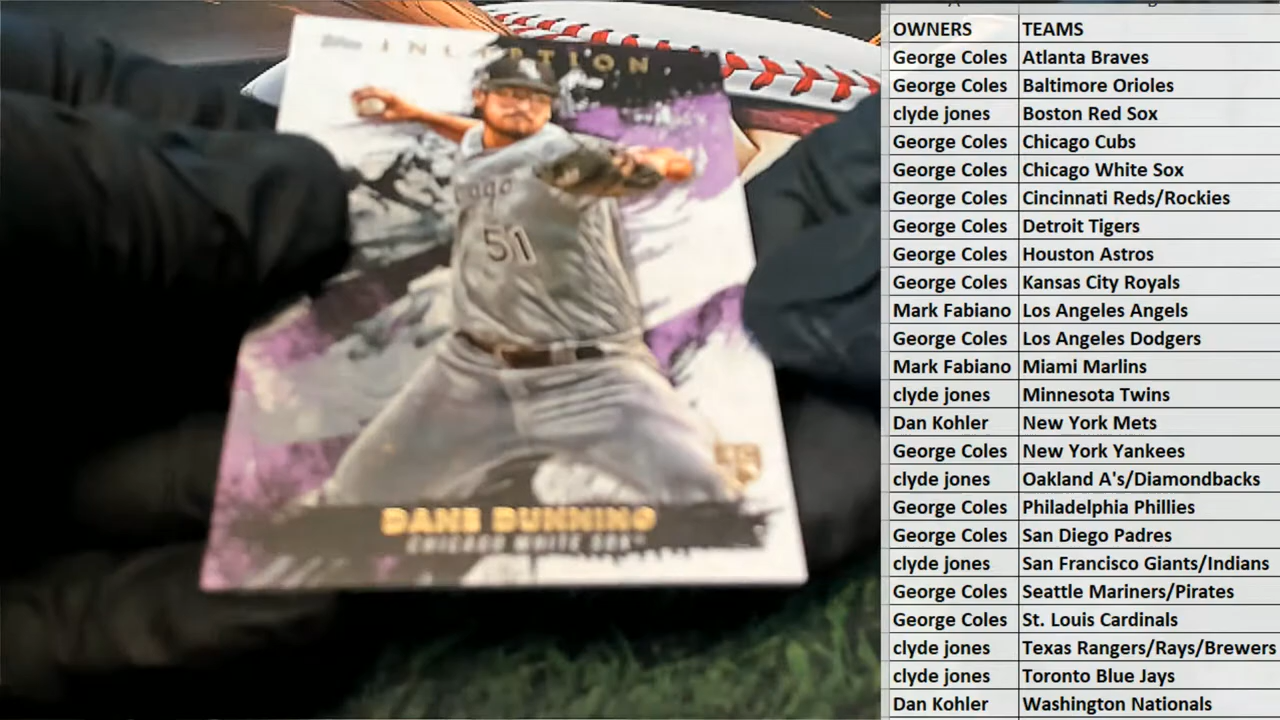 INCEPTION
51
DANE DUNNING
CHICAGO WHITE SOX
OWNERS TEAMS
George Coles Atlanta Braves
George Coles Baltimore Orioles
clyde jones Boston Red Sox
George Coles Chicago Cubs
George Coles Chicago White Sox
George Coles Cincinnati Reds/Rockies
George Coles Detroit Tigers
George Coles Houston Astros
George Coles Kansas City Royals
Mark Fabiano Los Angeles Angels
George Coles Los Angeles Dodgers
Mark Fabiano Miami Marlins
clyde jones Minnesota Twins
Dan Kohler New York Mets
George Coles New York Yankees
clyde jones Oakland A's/Diamondbacks
George Coles Philadelphia Phillies
George Coles San Diego Padres
clyde jones San Francisco Giants/Indians
George Coles Seattle Mariners/Pirates
George Coles St. Louis Cardinals
clyde jones Texas Rangers/Rays/Brewers
clyde jones Toronto Blue Jays
Dan Kohler Washington Nationals